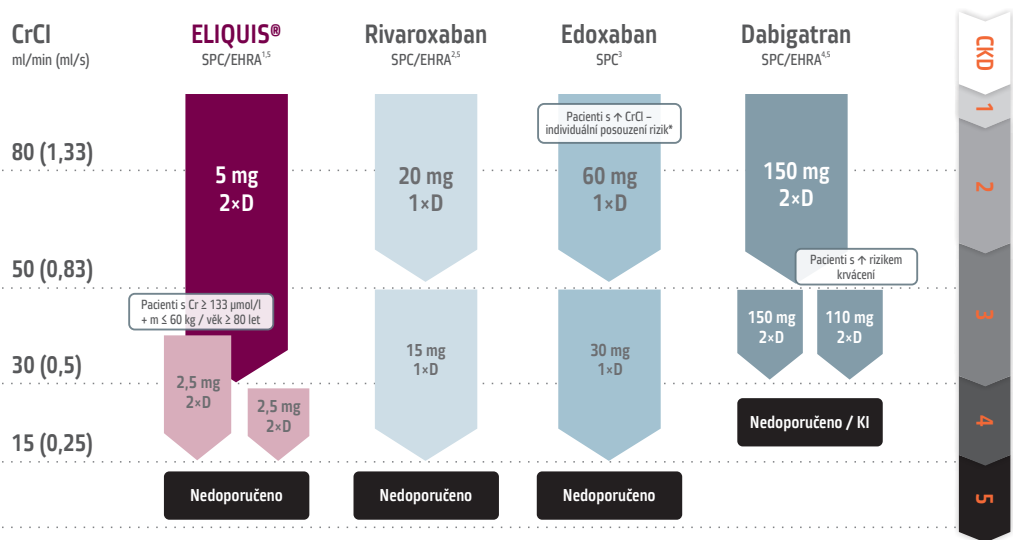 CrCl
ml/min (ml/s)
ELIQUIS®
SPC/EHRA1,5
Rivaroxaban
SPC/EHRA2,5
Edoxaban
SPC3
Dabigatran
SPC/EHRA4,5
CKD
1
2
3
4
5
80 (1,33)
50 (0,83)
30 (0,5)
15 (0,25)
5 mg
2×D
Pacienti s Cr ≥ 133 µmol/l
+ m ≤ 60 kg / věk ≥ 80 let
2,5 mg
2×D
2,5 mg
2×D
Nedoporučeno
20 mg
1×D
15 mg
1×D
Nedoporučeno
Pacienti s ↑ CrCl –
individuální posouzení rizik*
60 mg
1×D
30 mg
1×D
Nedoporučeno
150 mg
2×D
Pacienti s ↑ rizikem
krvácení
150 mg
2×D
110 mg
2×D
Nedoporučeno / KI